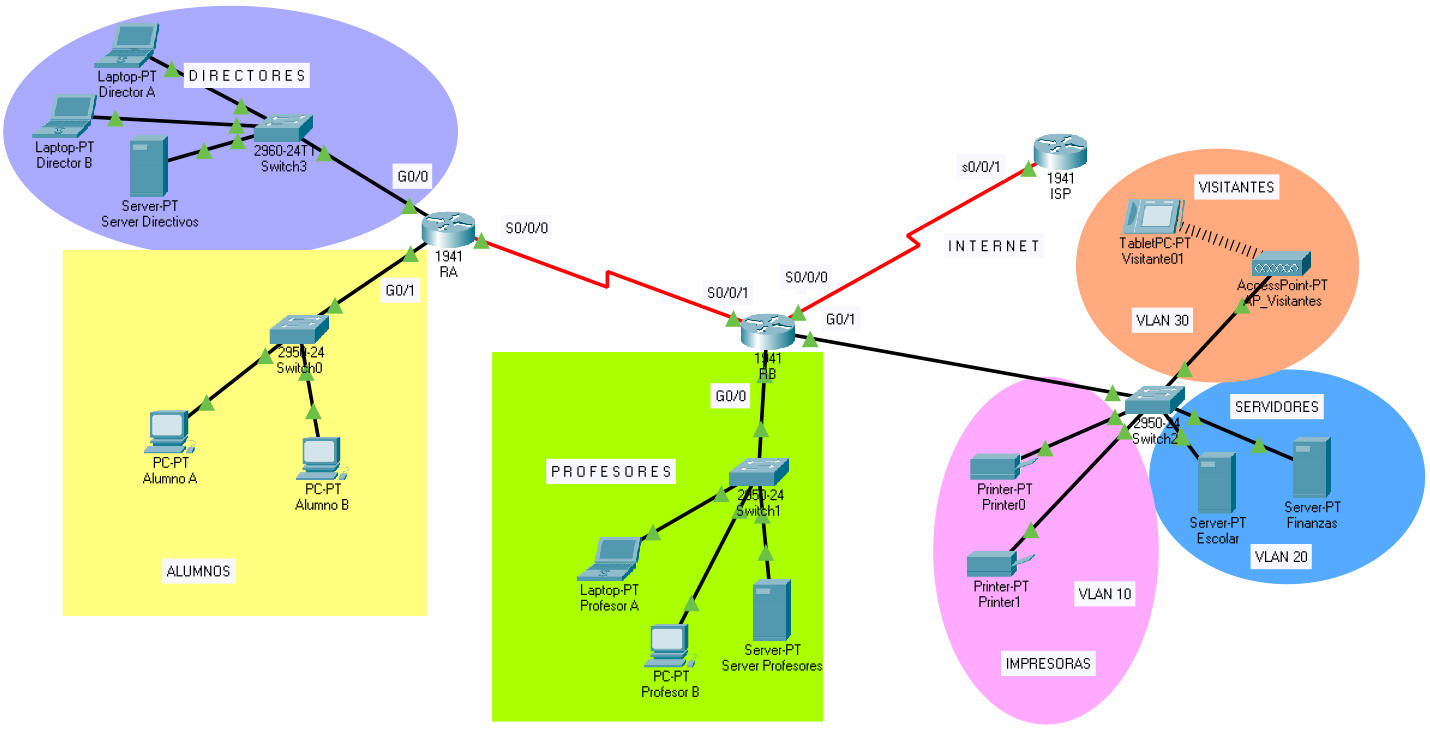 Laptop-PT
Director A
D I R E C T O R E S
Laptop-PT
Director B
2960-24TT
Switch3
Server-PT
Server Directivos
G0/0
1941
RA
S0/0/0
G0/1
2950-24
Switch0
PC-PT
Alumno A
PC-PT
Alumno B
ALUMNOS
S0/0/1
S0/0/0
G0/1
1941
RB
G0/0
P R O F E S O R E S
2950-24
Switch1
Laptop-PT
Profesor A
PC-PT
Profesor B
Server-PT
Server Profesores
s0/0/1
1941
ISP
I N T E R N E T
VISITANTES
TabletPC-PT
Visitante01
AccessPoint-PT
AP_Visitantes
VLAN 30
2950-24
Switch2
SERVIDORES
Server-PT
Escolar
Server-PT
Finanzas
VLAN 20
Printer-PT
Printer0
Printer-PT
Printer1
VLAN 10
IMPRESORAS